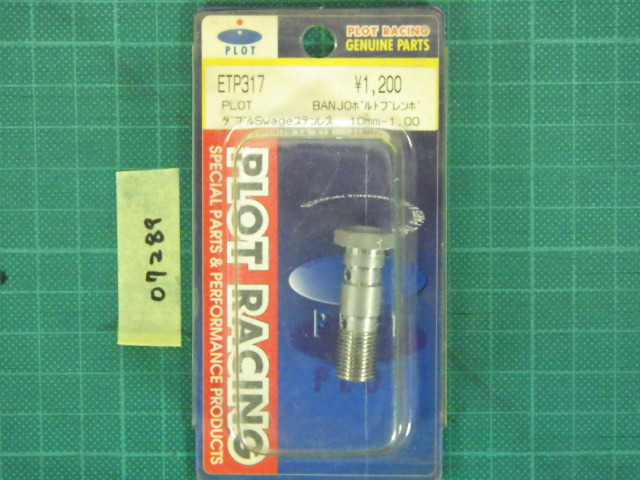 PLOT
PLOT RACING
GENUINE PARTS
ETP317 ¥1,200
PLOT BANJOボルトブレンボ
ダブルSwageステンレス 10mm-1.00
PLOT RACING
SPECIAL PARTS & PERFORMANCE PRODUCTS
PLOT
07289